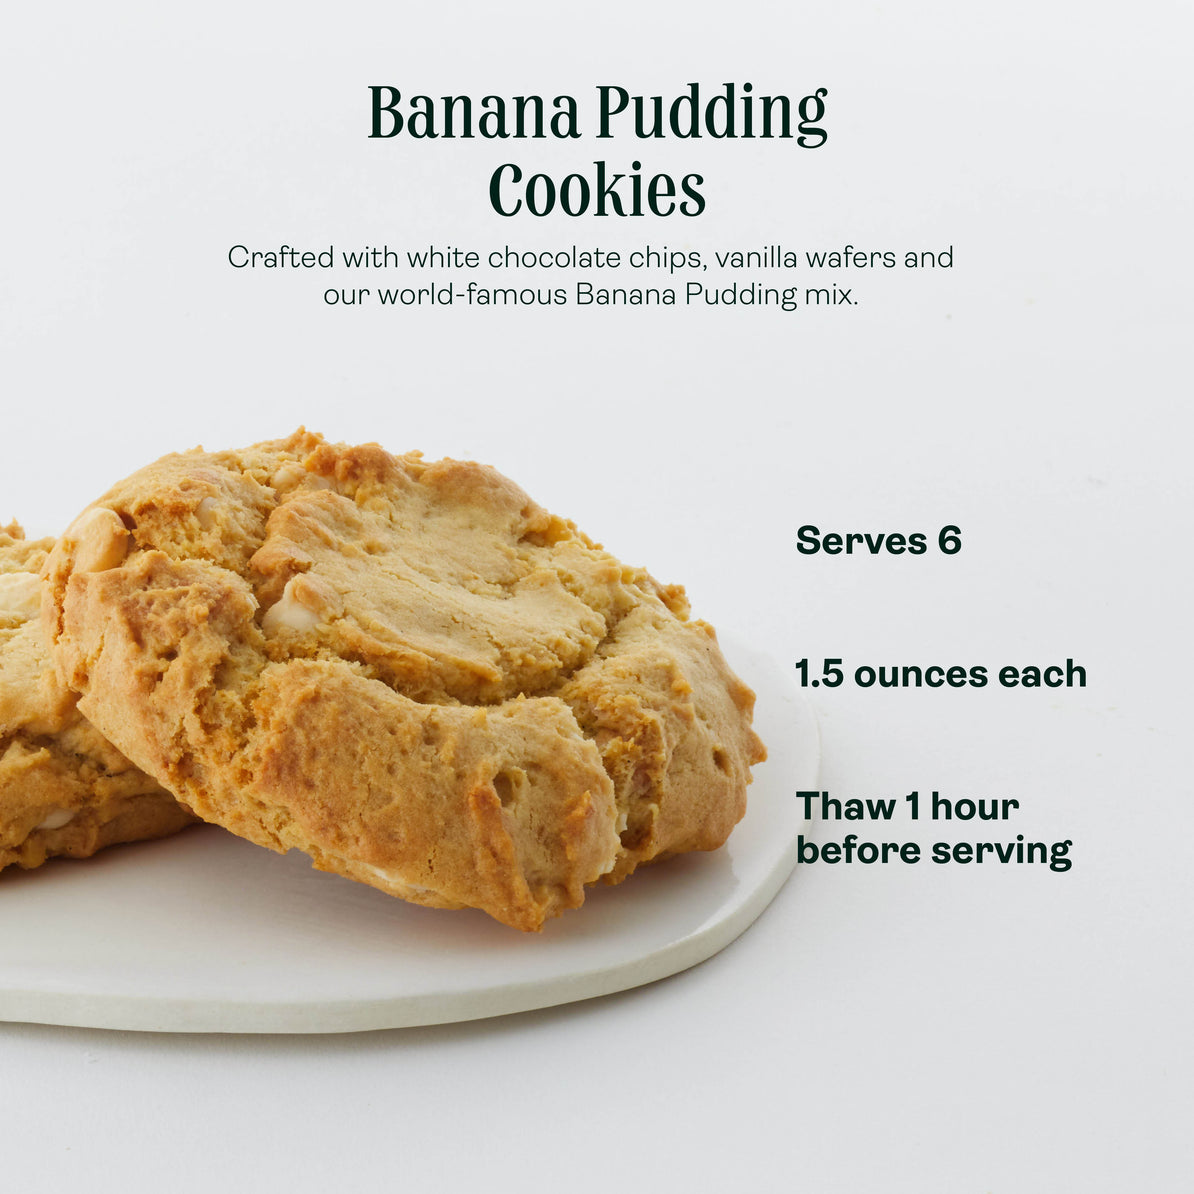 Banana Pudding
Cookies
Crafted with white chocolate chips, vanilla wafers and
our world-famous Banana Pudding mix.
Serves 6
1.5 ounces each
Thaw 1 hour
before serving